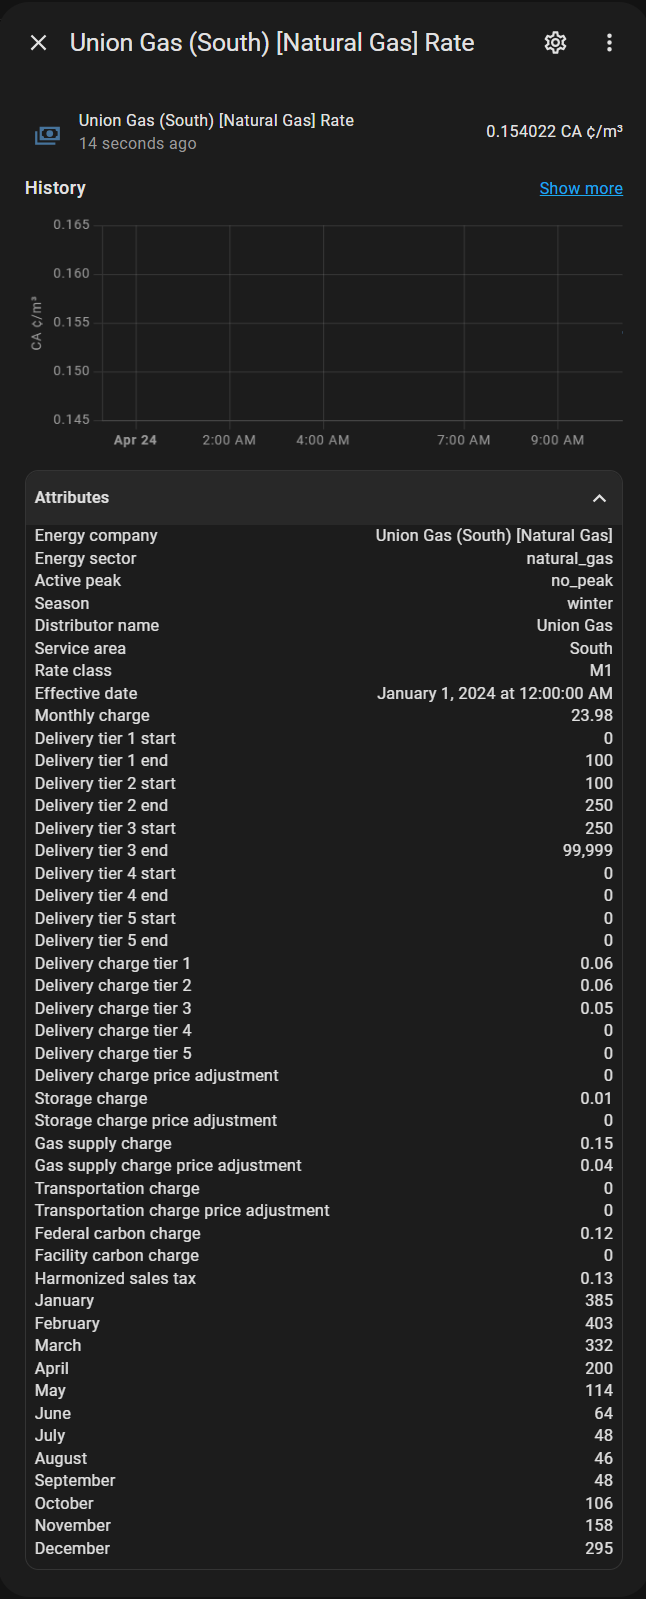 Union Gas (South) [Natural Gas] Rate
Union Gas (South) [Natural Gas] Rate
14 seconds ago
0.154022 CA ¢/m³
History
Show more
0.165
0.160
0.155
0.150
0.145
CA ¢/m³
Apr 24 2:00 AM 4:00 AM 7:00 AM 9:00 AM
Attributes
Energy company Union Gas (South) [Natural Gas]
Energy sector natural_gas
Active peak no_peak
Season winter
Distributor name Union Gas
Service area South
Rate class M1
Effective date January 1, 2024 at 12:00:00 AM
Monthly charge 23.98
Delivery tier 1 start 0
Delivery tier 1 end 100
Delivery tier 2 start 100
Delivery tier 2 end 250
Delivery tier 3 start 250
Delivery tier 3 end 99,999
Delivery tier 4 start 0
Delivery tier 4 end 0
Delivery tier 5 start 0
Delivery tier 5 end 0
Delivery charge tier 1 0.06
Delivery charge tier 2 0.06
Delivery charge tier 3 0.05
Delivery charge tier 4 0
Delivery charge tier 5 0
Delivery charge price adjustment 0
Storage charge 0.01
Storage charge price adjustment 0
Gas supply charge 0.15
Gas supply charge price adjustment 0.04
Transportation charge 0
Transportation charge price adjustment 0
Federal carbon charge 0.12
Facility carbon charge 0
Harmonized sales tax 0.13
January 385
February 403
March 332
April 200
May 114
June 64
July 48
August 46
September 48
October 106
November 158
December 295